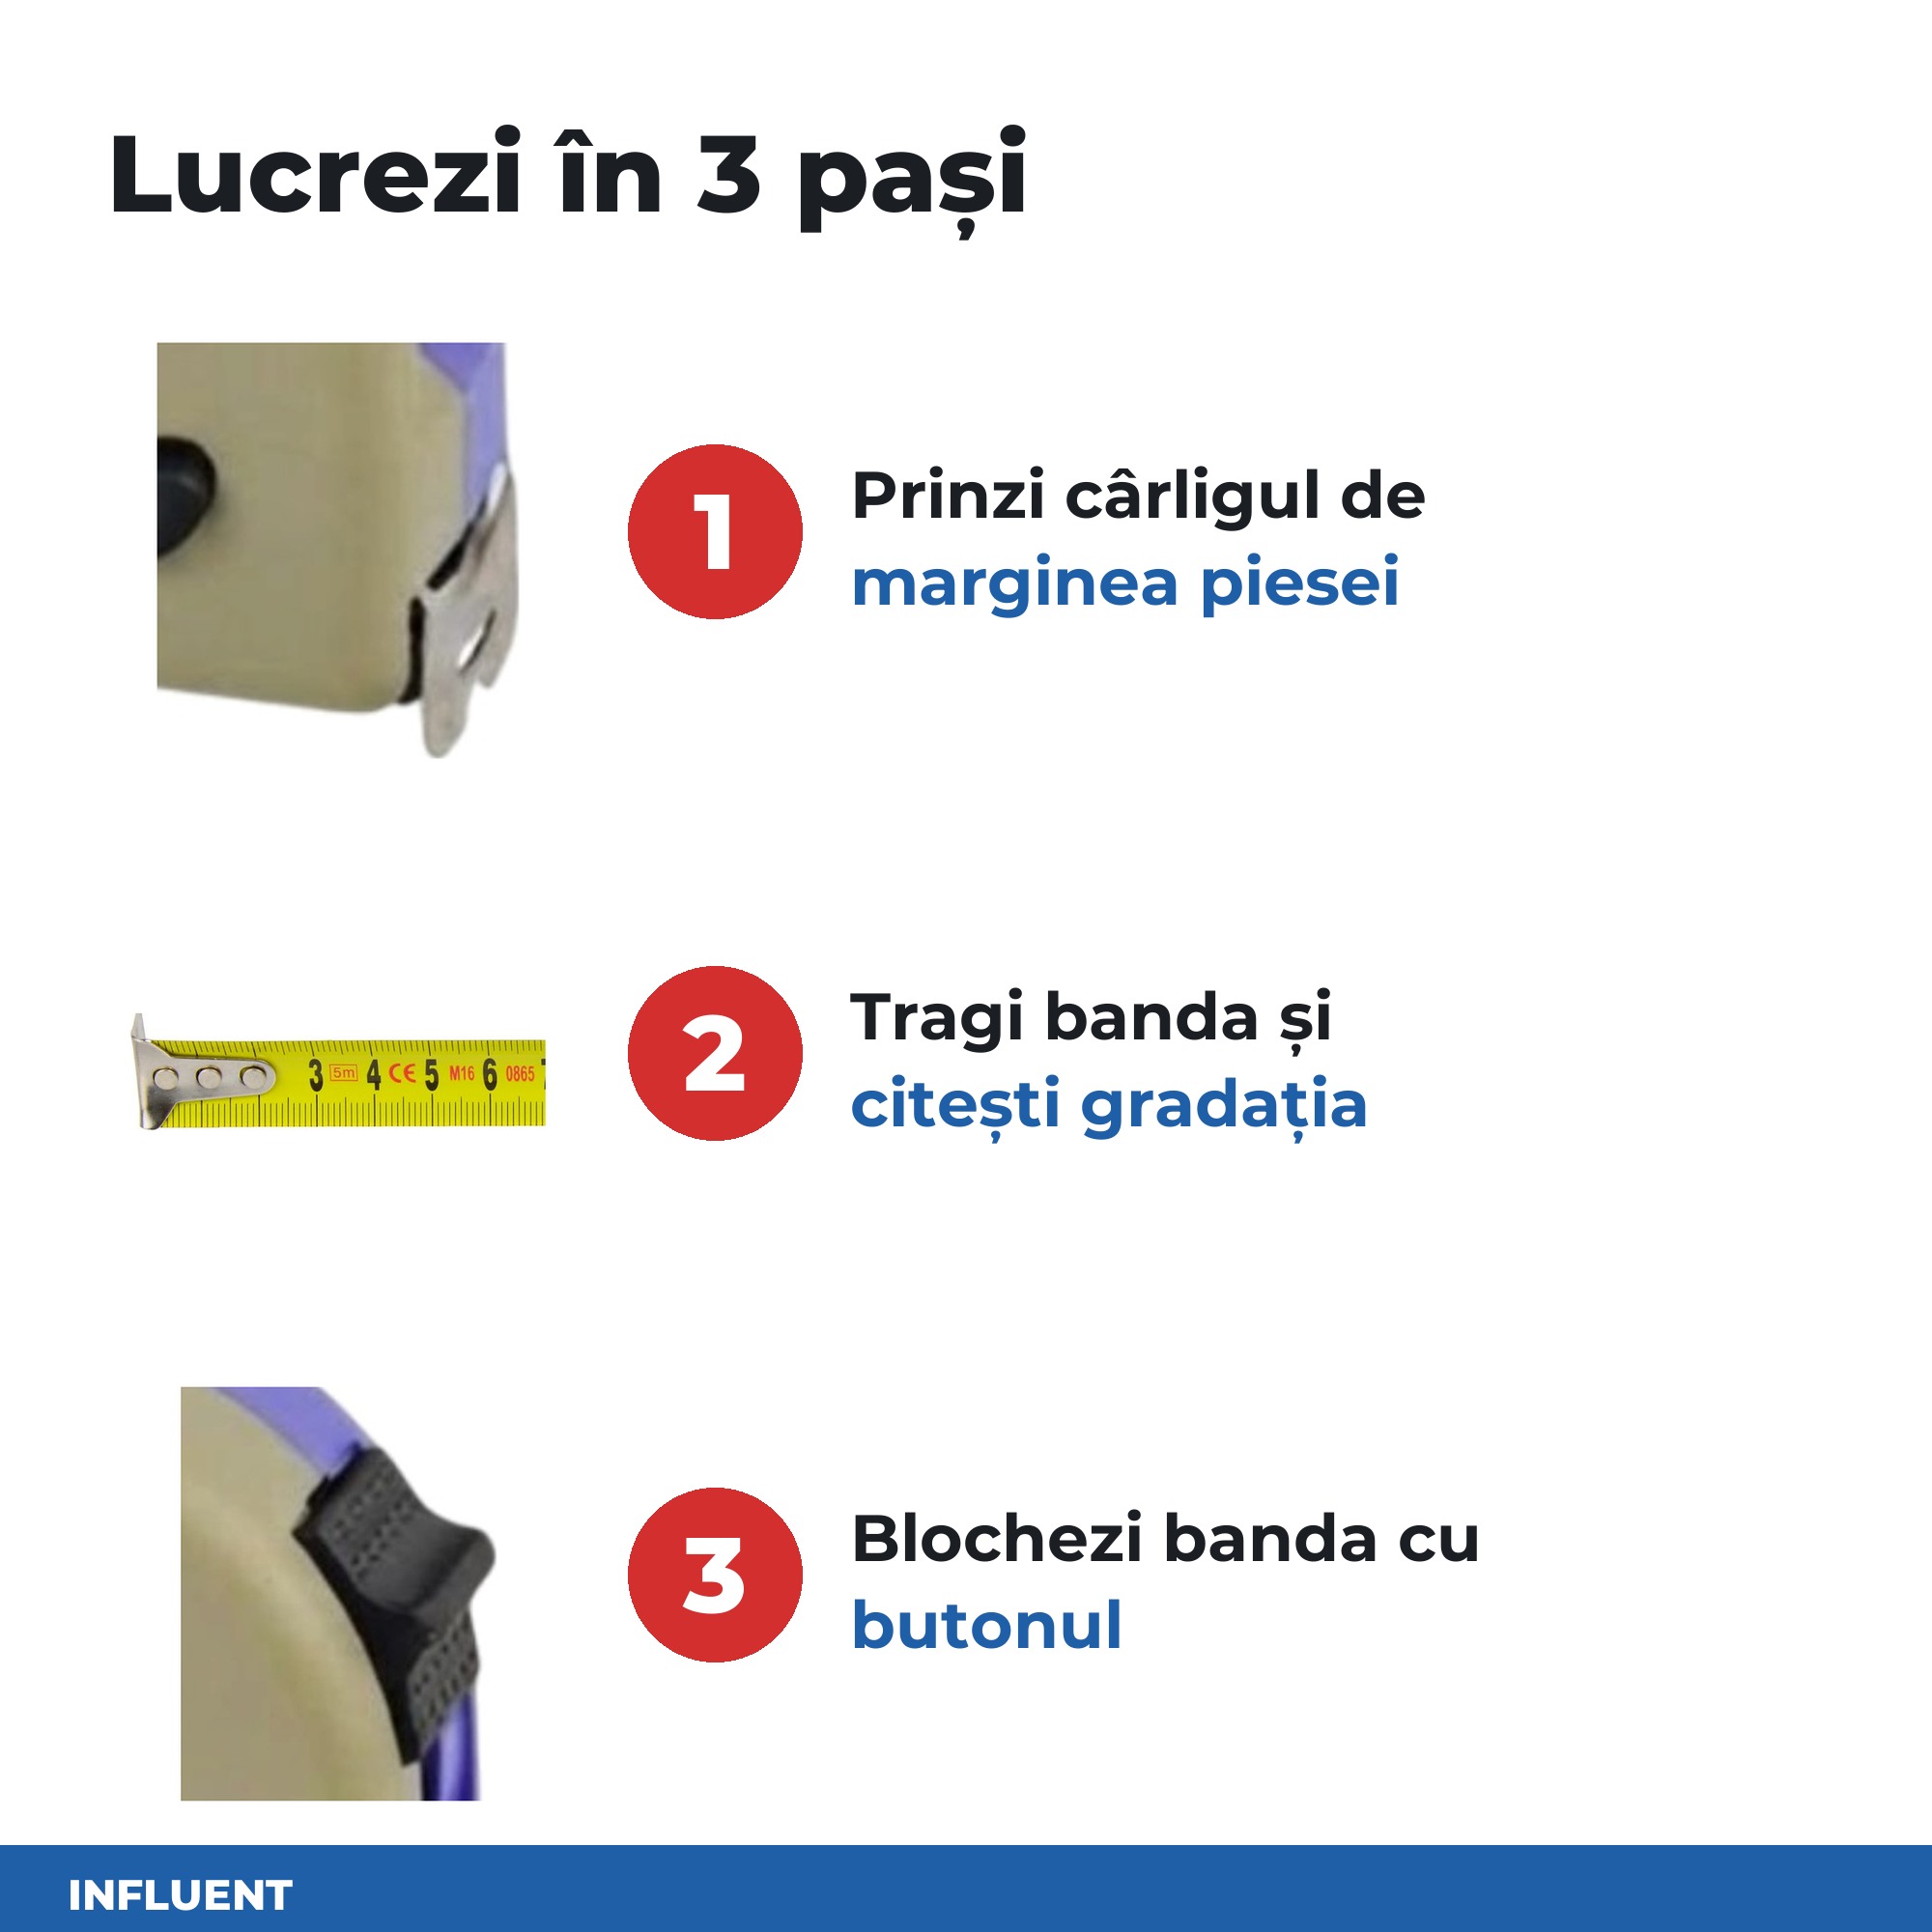 Lucrezi în 3 pași
1
Prinzi cârligul de
marginea piesei
3 5m 4 CE 5 M16 6 0865
2
Tragi banda și
citești gradația
3
Blochezi banda cu
butonul
INFLUENT